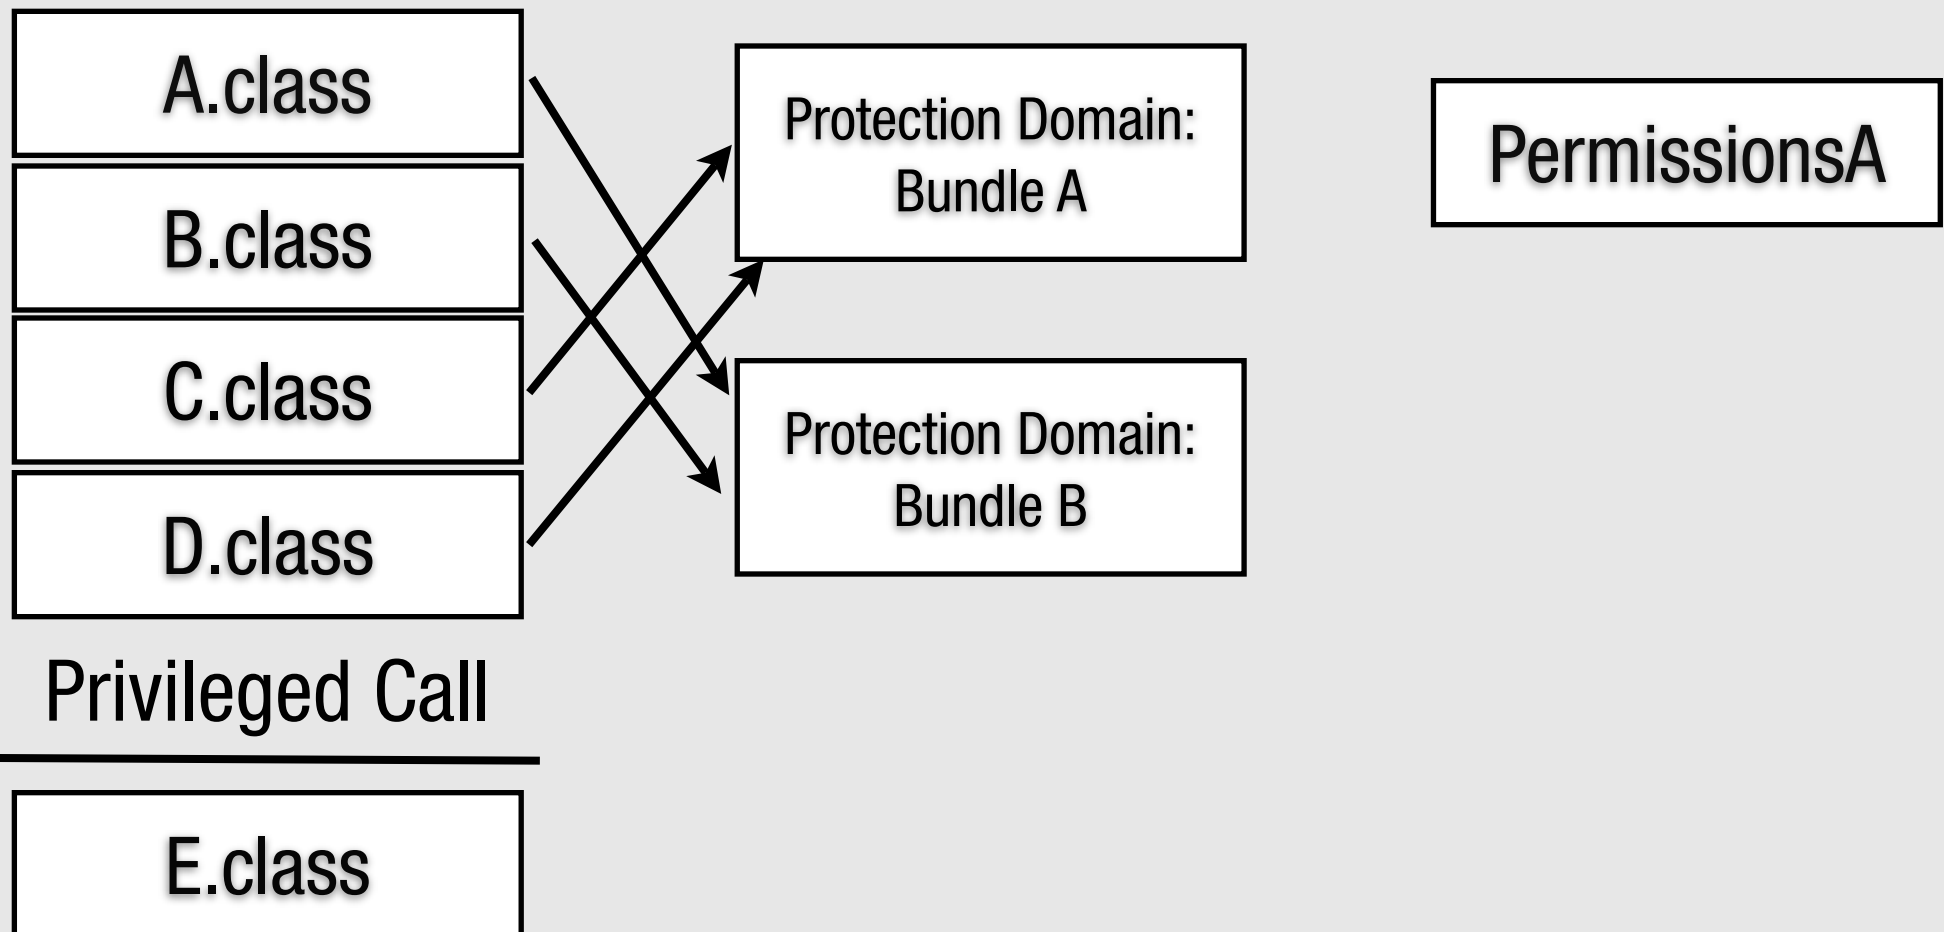 A.class
B.class
C.class
D.class
Privileged Call
E.class
Protection Domain:
Bundle A
Protection Domain:
Bundle B
PermissionsA